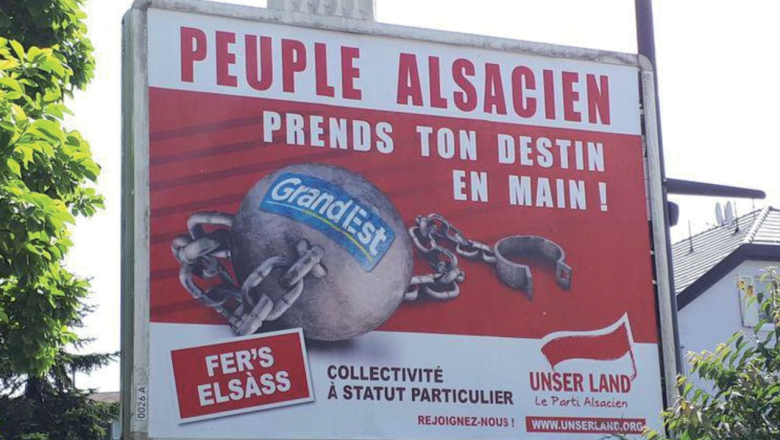 PEUPLE ALSACIEN
PRENDS TON DESTIN
EN MAIN !
GrandEst
FER'S
ELSÀSS
COLLECTIVITÉ
À STATUT PARTICULIER
REJOIGNEZ-NOUS !
UNSER LAND
Le Parti Alsacien
WWW.UNSERLAND.ORG
0026 A